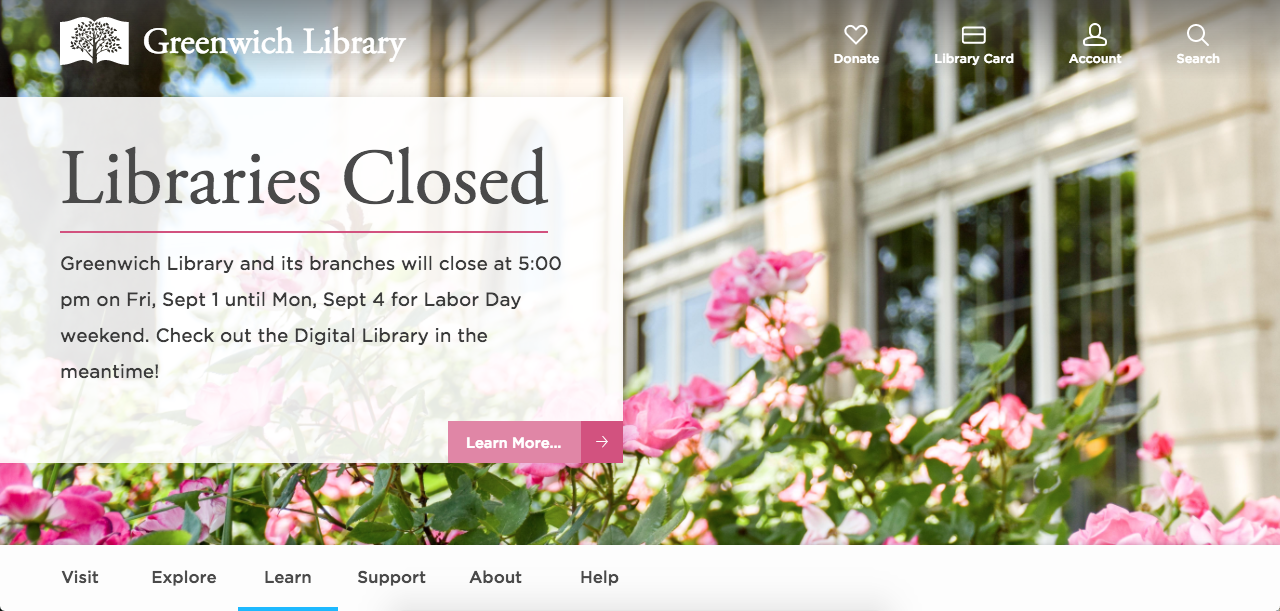 Greenwich Library
Donate
Library Card
Account
Search
Libraries Closed
Greenwich Library and its branches will close at 5:00
pm on Fri, Sept 1 until Mon, Sept 4 for Labor Day
weekend. Check out the Digital Library in the
meantime!
Learn More...
Visit
Explore
Learn
Support
About
Help